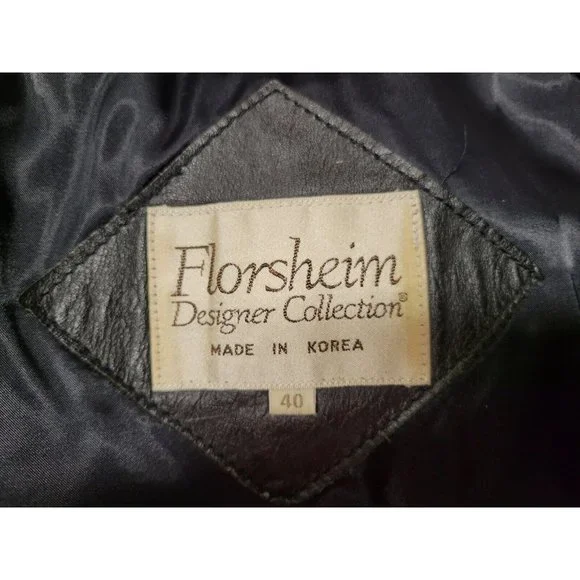 Florsheim
Designer Collection®
MADE IN KOREA
40